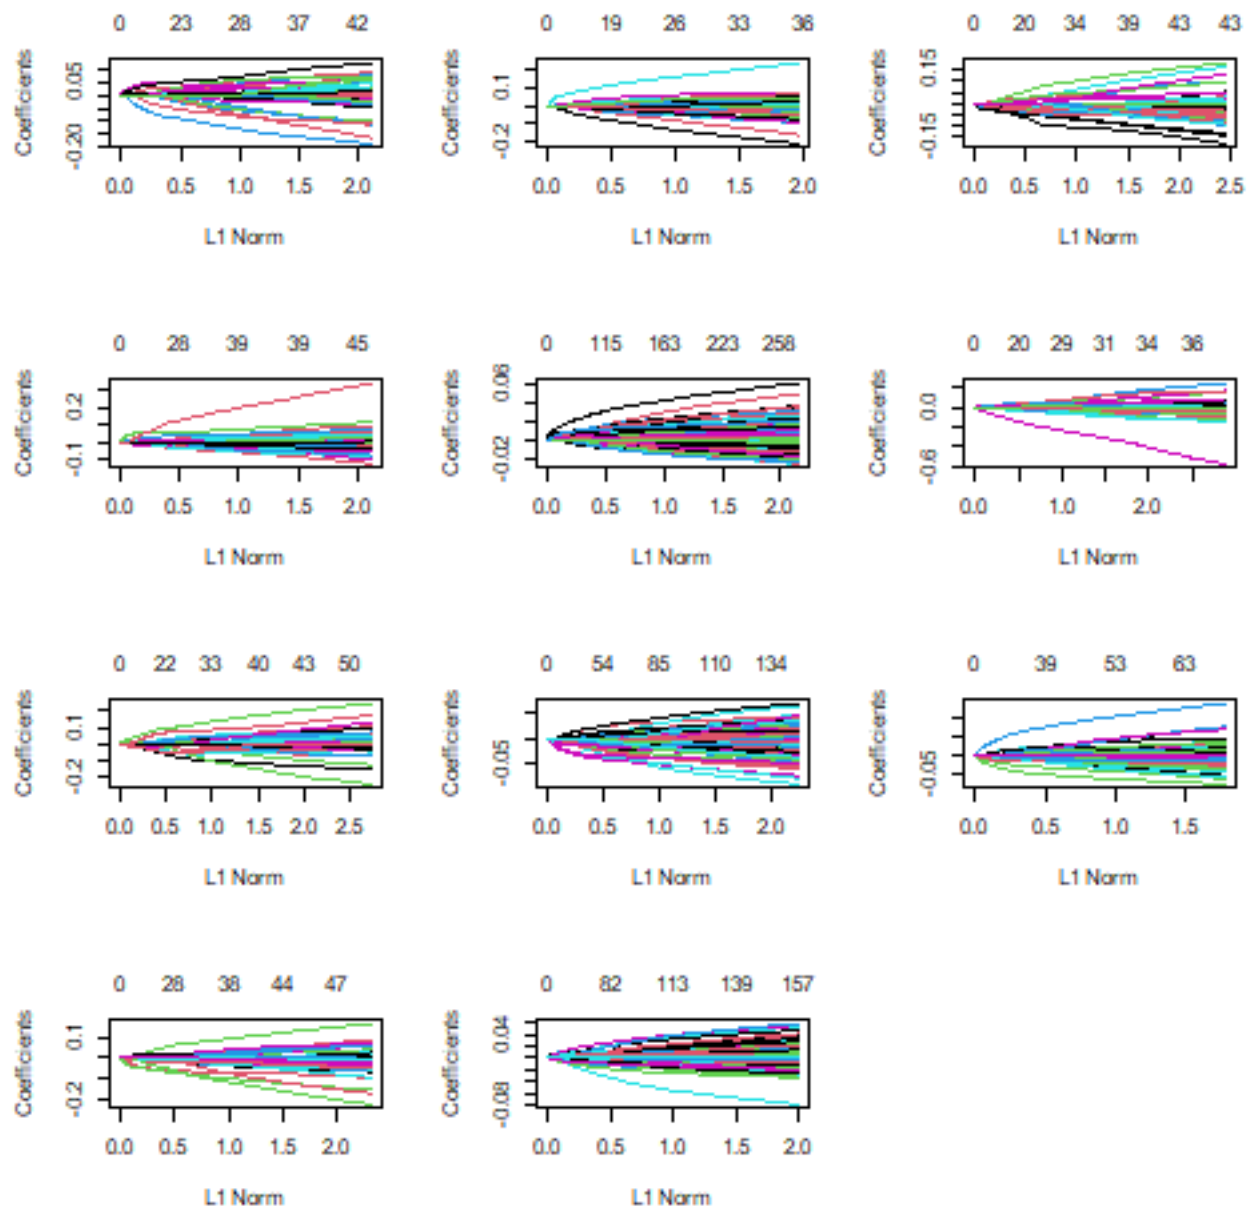 0 23 28 37 42
Coefficients
0.05
-0.20
0.0 0.5 1.0 1.5 2.0
L1 Norm
0 19 26 33 36
Coefficients
0.1
-0.2
0.0 0.5 1.0 1.5 2.0
L1 Norm
0 20 34 39 43 43
Coefficients
0.15
-0.15
0.0 0.5 1.0 1.5 2.0 2.5
L1 Norm
0 28 39 39 45
Coefficients
0.2
-0.1
0.0 0.5 1.0 1.5 2.0
L1 Norm
0 115 163 223 258
Coefficients
0.06
-0.02
0.0 0.5 1.0 1.5 2.0
L1 Norm
0 20 29 31 34 36
Coefficients
0.0
-0.6
0.0 1.0 2.0
L1 Norm
0 22 33 40 43 50
Coefficients
0.1
-0.2
0.0 0.5 1.0 1.5 2.0 2.5
L1 Norm
0 54 85 110 134
Coefficients
-0.05
0.0 0.5 1.0 1.5 2.0
L1 Norm
0 39 53 63
Coefficients
-0.05
0.0 0.5 1.0 1.5
L1 Norm
0 28 38 44 47
Coefficients
0.1
-0.2
0.0 0.5 1.0 1.5 2.0
L1 Norm
0 82 113 139 157
Coefficients
0.04
-0.08
0.0 0.5 1.0 1.5 2.0
L1 Norm